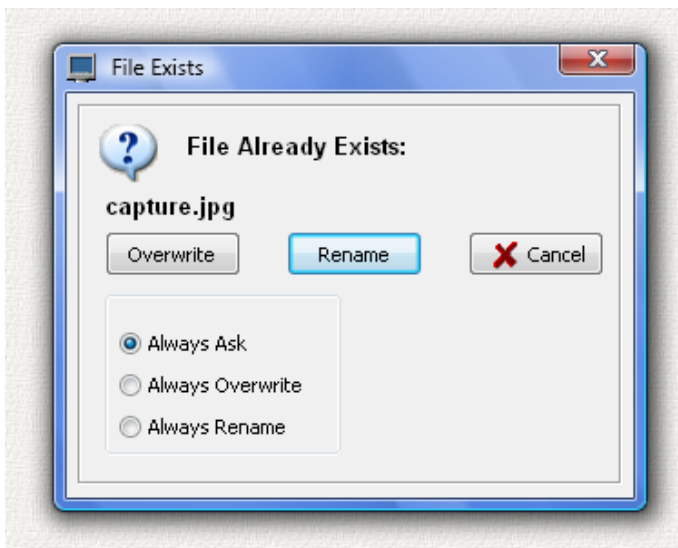 File Exists
File Already Exists:
capture.jpg
Overwrite Rename Cancel
Always Ask
Always Overwrite
Always Rename